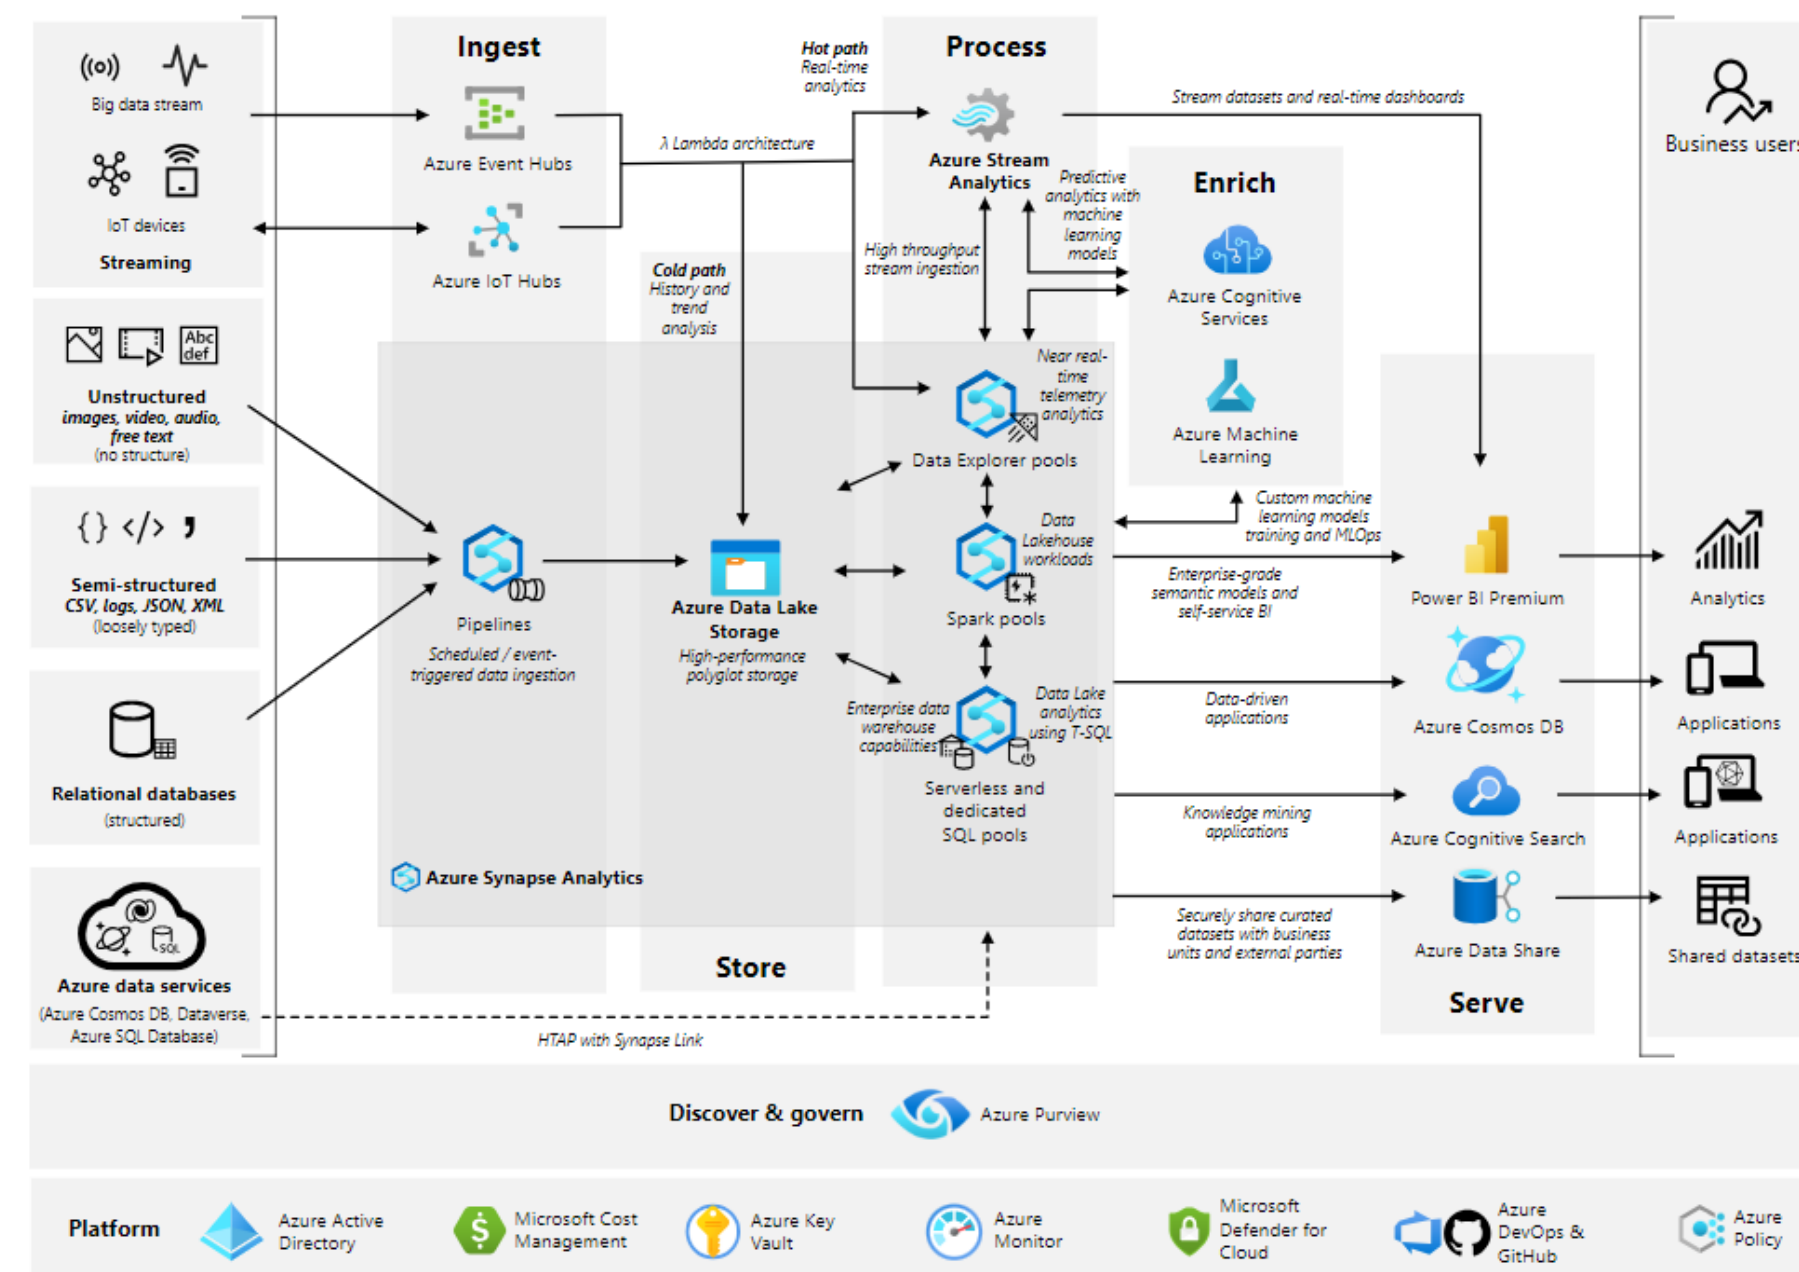 Ingest
Hot path
Real-time
analytics
Process
Big data stream
Azure Event Hubs
λ Lambda architecture
Azure Stream
Analytics
Stream datasets and real-time dashboards
Business users
IoT devices
Streaming
Azure IoT Hubs
Cold path
History and
trend
analysis
High throughput
stream ingestion
Predictive
analytics with
machine
learning
models
Enrich
Azure Cognitive
Services
Azure Machine
Learning
Abc
def
Unstructured
images, video, audio,
free text
(no structure)
Near real-
time
telemetry
analytics
Data Explorer pools
Custom machine
learning models
training and MLOps
{} </> ,
Semi-structured
CSV, logs, JSON, XML
(loosely typed)
Pipelines
Scheduled / event-
triggered data ingestion
Azure Data Lake
Storage
High-performance
polyglot storage
Data
Lakehouse
workloads
Spark pools
Enterprise-grade
semantic models and
self-service BI
Power BI Premium
Analytics
Relational databases
(structured)
Enterprise data
warehouse
capabilities
Data Lake
analytics
using T-SQL
Serverless and
dedicated
SQL pools
Data-driven
applications
Azure Cosmos DB
Applications
Knowledge mining
applications
Azure Cognitive Search
Applications
Azure Synapse Analytics
Securely share curated
datasets with business
units and external parties
Azure Data Share
Shared datasets
SQL
Azure data services
(Azure Cosmos DB, Dataverse,
Azure SQL Database)
Store
Serve
HTAP with Synapse Link
Discover & govern
Azure Purview
Platform
Azure Active
Directory
$
Microsoft Cost
Management
Azure Key
Vault
Azure
Monitor
Microsoft
Defender for
Cloud
Azure
DevOps &
GitHub
Azure
Policy